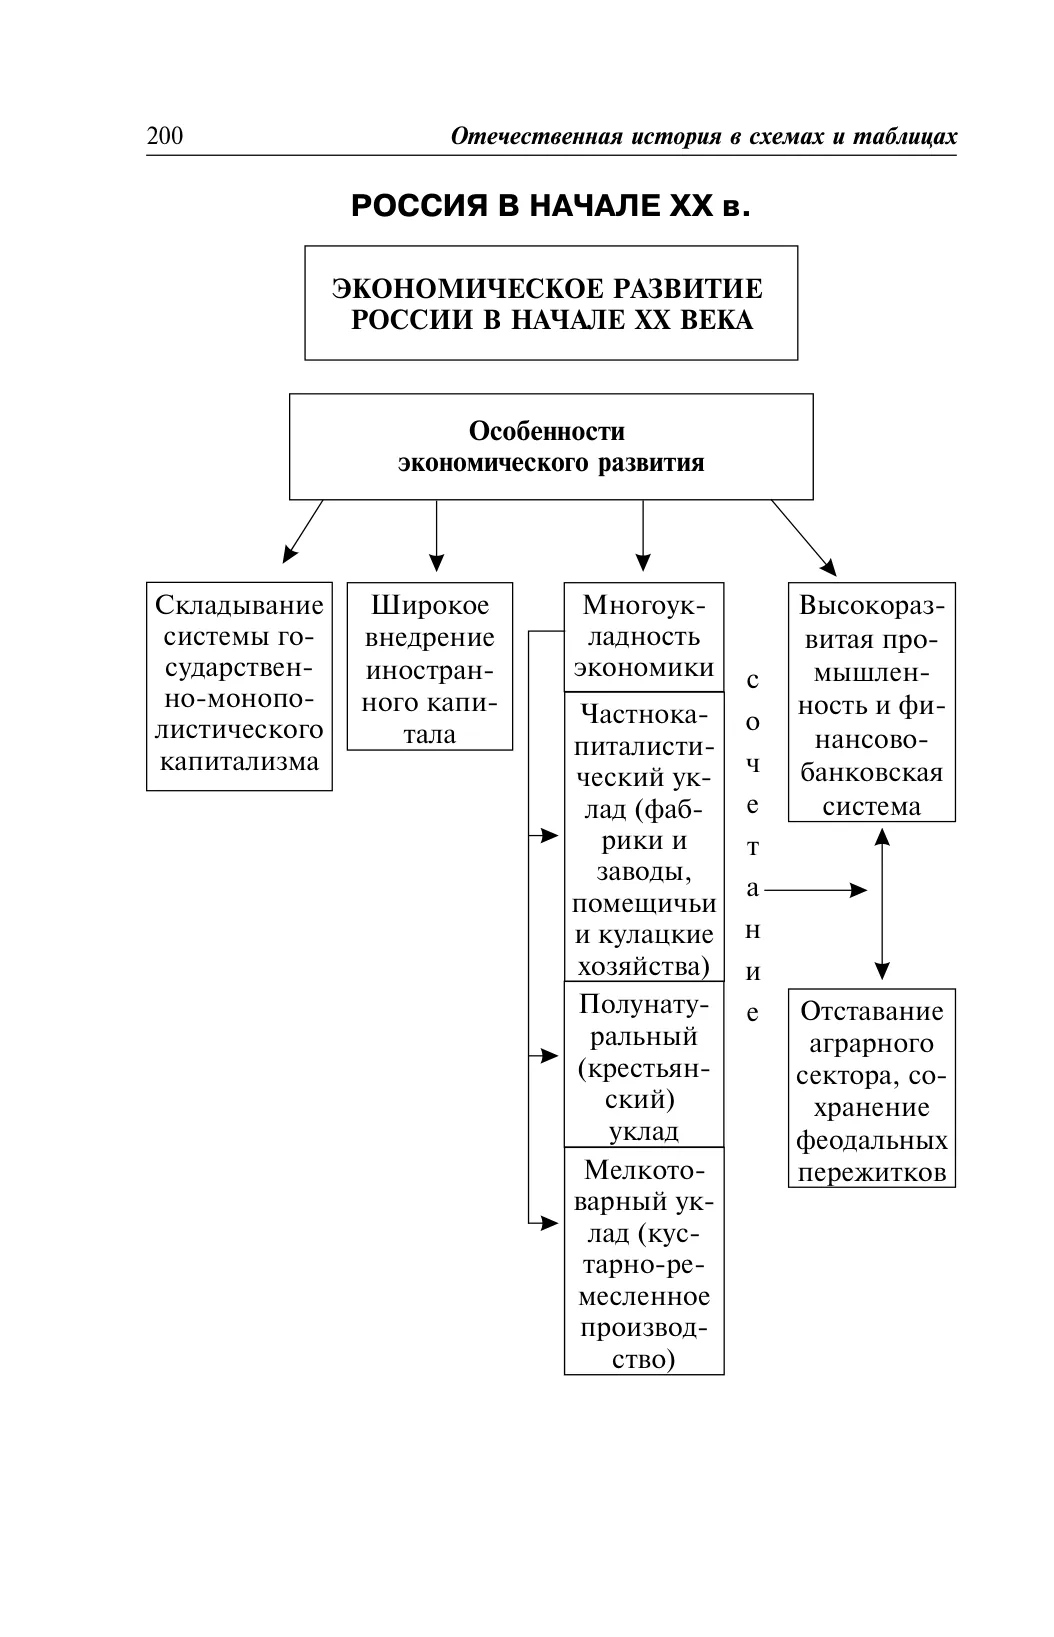 200
Отечественная история в схемах и таблицах
РОССИЯ В НАЧАЛЕ XX в.
ЭКОНОМИЧЕСКОЕ РАЗВИТИЕ
РОССИИ В НАЧАЛЕ XX ВЕКА
Особенности
экономического развития
Складывание
системы го-
сударствен-
но-монопо-
листического
капитализма
Широкое
внедрение
иностран-
ного капи-
тала
Многоук-
ладность
экономики
Частнока-
питалисти-
ческий ук-
лад (фаб-
рики и
заводы,
помещичьи
и кулацкие
хозяйства)
Полунату-
ральный
(крестьян-
ский)
уклад
Мелкото-
варный ук-
лад (кус-
тарно-ре-
месленное
производ-
ство)
с
о
ч
е
т
а
н
и
е
Высокораз-
витая про-
мышлен-
ность и фи-
нансово-
банковская
система
Отставание
аграрного
сектора, со-
хранение
феодальных
пережитков